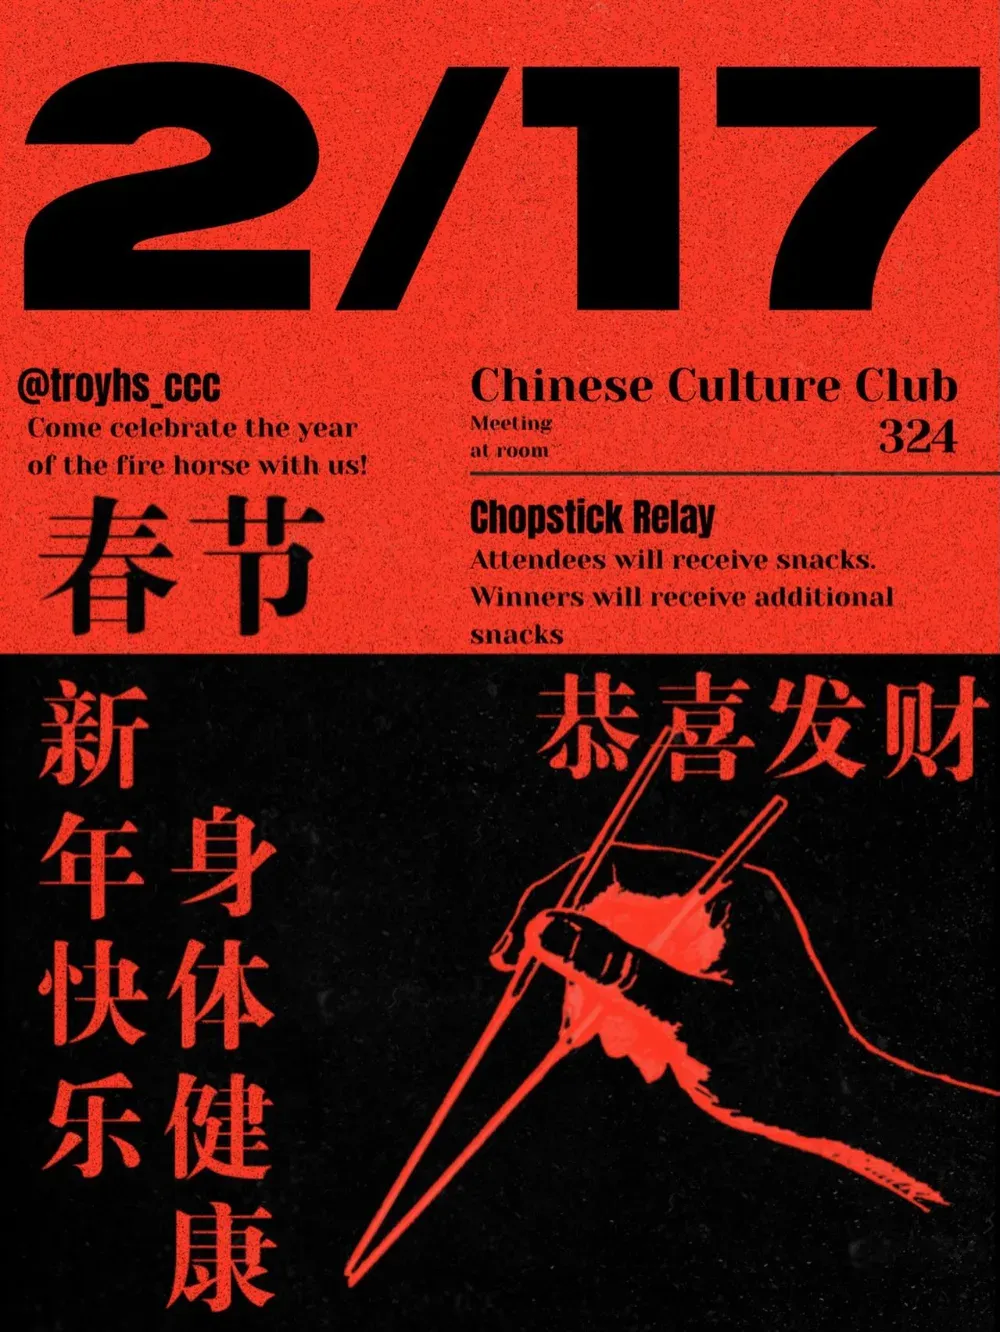 2/17
@troyhs_ccc
Come celebrate the year
of the fire horse with us!
春节
Chinese Culture Club
Meeting
at room 324
Chopstick Relay
Attendees will receive snacks.
Winners will receive additional
snacks
恭喜发财
新年快乐
身体健康